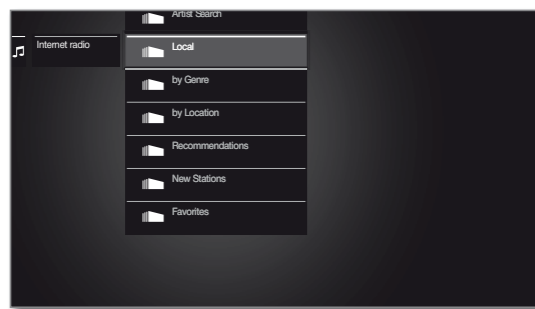 Artist Search
Internet radio
Local
by Genre
by Location
Recommendations
New Stations
Favorites